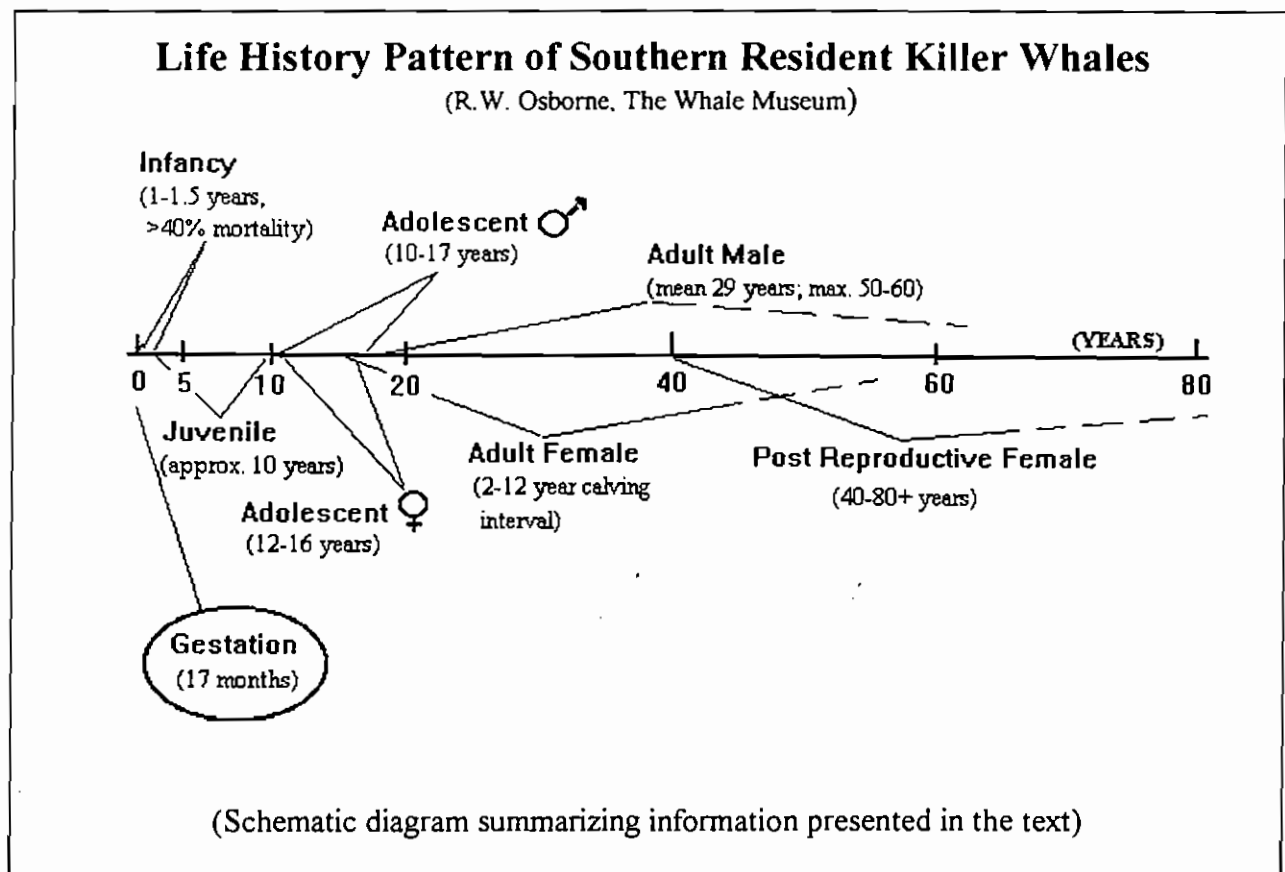 Life History Pattern of Southern Resident Killer Whales
(R.W. Osborne, The Whale Museum)
Infancy
(1-1.5 years,
>40% mortality)
Adolescent ♂
(10-17 years)
Adult Male
(mean 29 years; max. 50-60)
(YEARS)
0 5 10 20 40 60 80
Juvenile
(approx. 10 years)
Adolescent ♀
(12-16 years)
Adult Female
(2-12 year calving
interval)
Post Reproductive Female
(40-80+ years)
Gestation
(17 months)
(Schematic diagram summarizing information presented in the text)